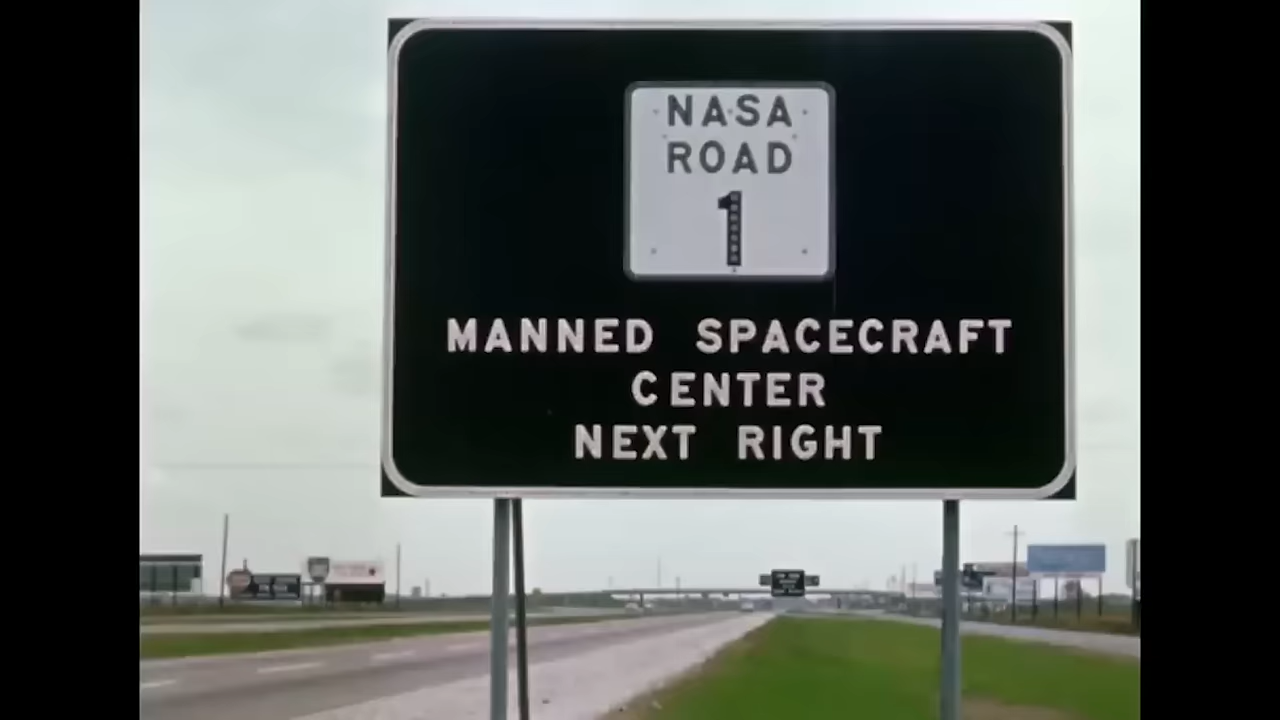 NASA
ROAD
1
MANNED SPACECRAFT
CENTER
NEXT RIGHT